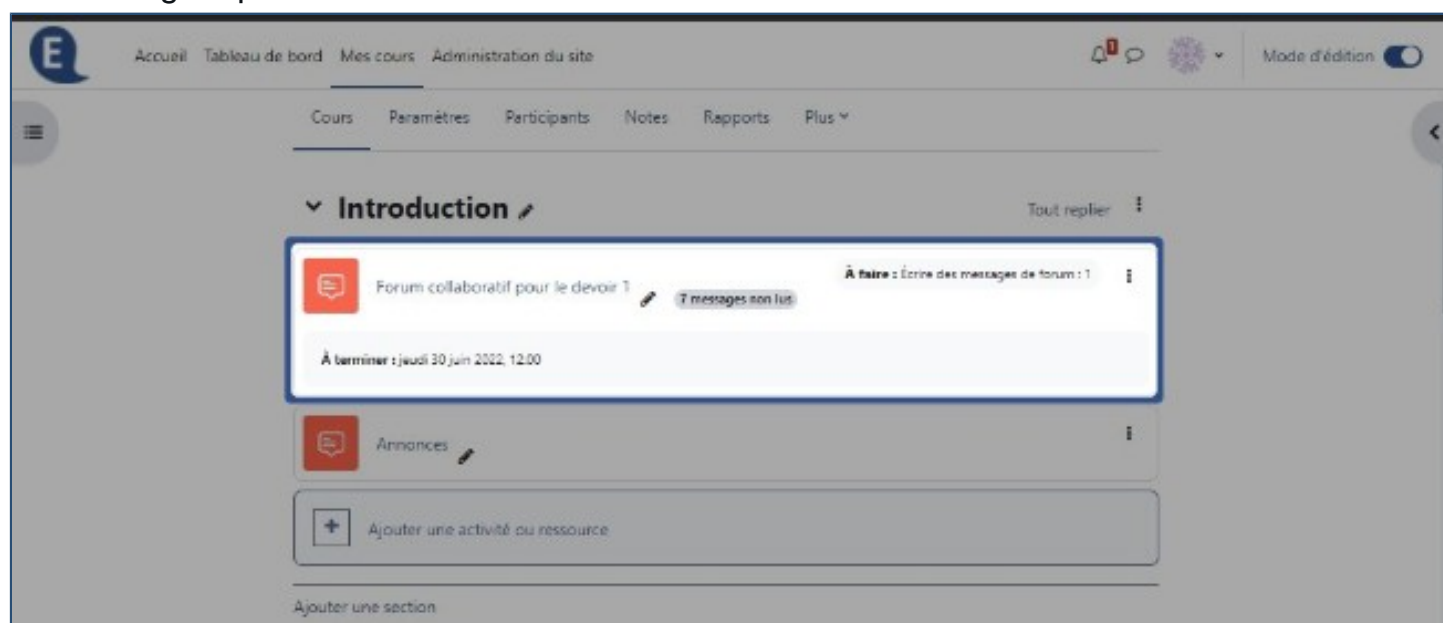 E
Accueil Tableau de bord Mes cours Administration du site 1 Mode d'édition
Cours Paramètres Participants Notes Rapports Plus
Introduction Tout replier
Forum collaboratif pour le devoir 1 7 messages non lus À faire : Écrire des messages de forum : 1
À terminer : jeudi 30 juin 2022, 12:00
Annonces
Ajouter une activité ou ressource
Ajouter une section